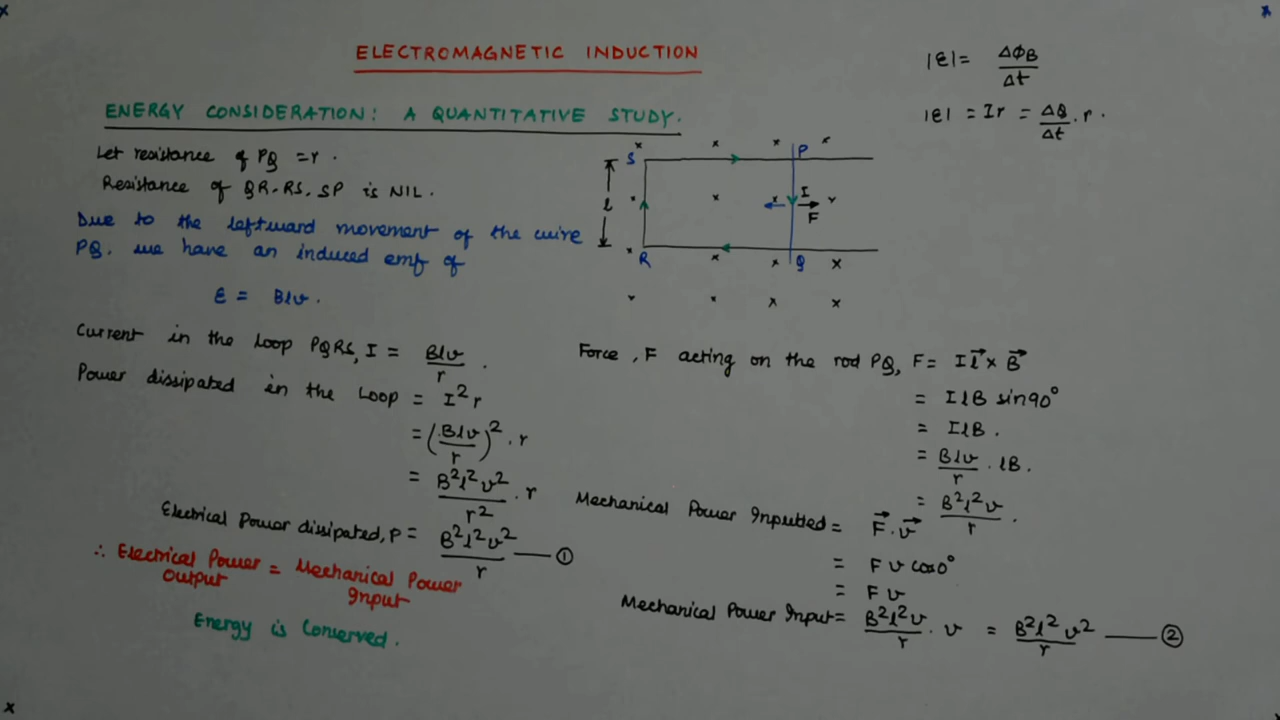 ELECTROMAGNETIC INDUCTION
|ε| = ΔΦB / Δt
|ε| = Ir = ΔQ/Δt . r .
ENERGY CONSIDERATION: A QUANTITATIVE STUDY.
Let resistance of PQ = r .
Resistance of QR, RS, SP is NIL .
Due to the leftward movement of the wire
PQ, we have an induced emf of
ε = Blv .
S
P
l
I
F
R
Q
Current in the Loop PQRS, I = Blv / r .
Power dissipated in the Loop = I²r
= (Blv / r)² . r
= B²l²v² / r² . r
Electrical Power dissipated, P = B²l²v² / r —— ①
∴ Electrical Power = Mechanical Power
Output Input
Energy is Conserved .
Force, F acting on the rod PQ, F = I l⃗ × B⃗
= I l B sin90°
= I l B .
= Blv / r . lB .
= B²l²v / r .
Mechanical Power Inputted = F⃗ . v⃗
= F v cos0°
= F v
Mechanical Power Input = B²l²v / r . v = B²l²v² / r —— ②